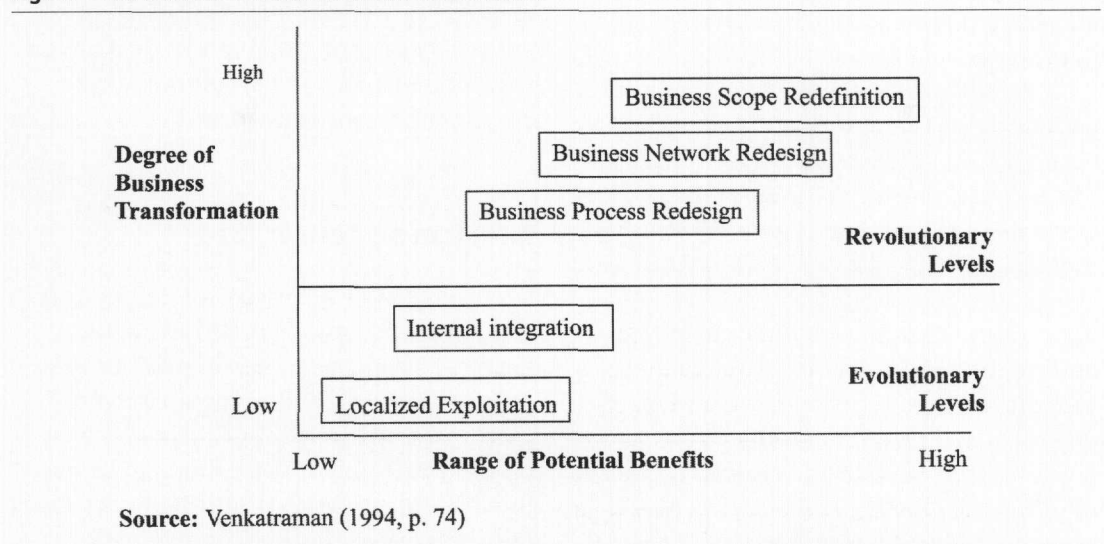 High
Business Scope Redefinition
Business Network Redesign
Degree of
Business
Transformation
Business Process Redesign
Revolutionary
Levels
Internal integration
Evolutionary
Levels
Low
Localized Exploitation
Low
Range of Potential Benefits
High
Source: Venkatraman (1994, p. 74)